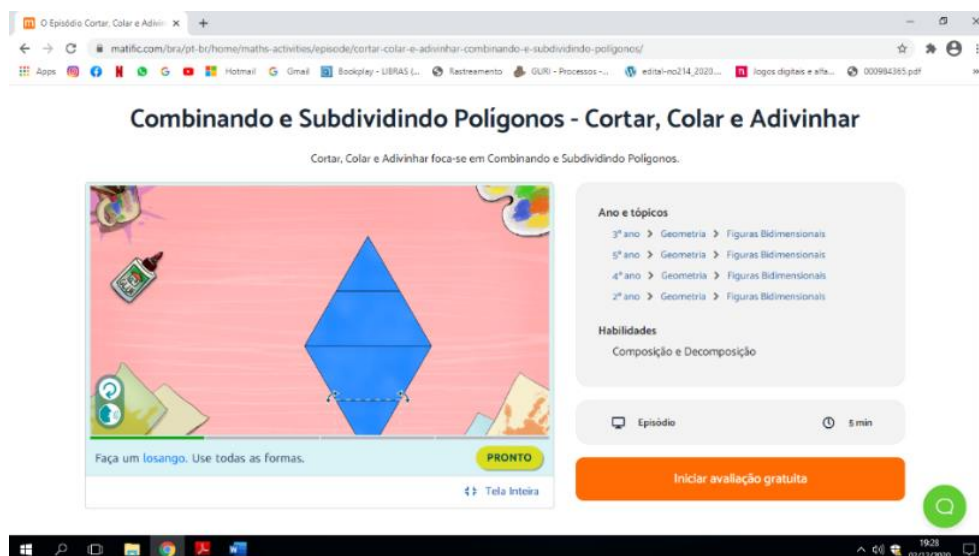 O Episódio Cortar, Colar e Adivin
matific.com/bra/pt-br/home/maths-activities/episode/cortar-colar-e-adivinhar-combinando-e-subdividindo-poligonos/
Apps Hotmail Gmail Bookplay - LIBRAS (... Rastreamento GURI - Processos -... edital-no214_2020... Jogos digitais e alfa... 000984365.pdf
Combinando e Subdividindo Polígonos - Cortar, Colar e Adivinhar
Cortar, Colar e Adivinhar foca-se em Combinando e Subdividindo Polígonos.
Ano e tópicos
3º ano > Geometria > Figuras Bidimensionais
5º ano > Geometria > Figuras Bidimensionais
4º ano > Geometria > Figuras Bidimensionais
2º ano > Geometria > Figuras Bidimensionais
Habilidades
Composição e Decomposição
Episódio 5 min
Faça um losango. Use todas as formas.
PRONTO
Tela Inteira
Iniciar avaliação gratuita
19:28